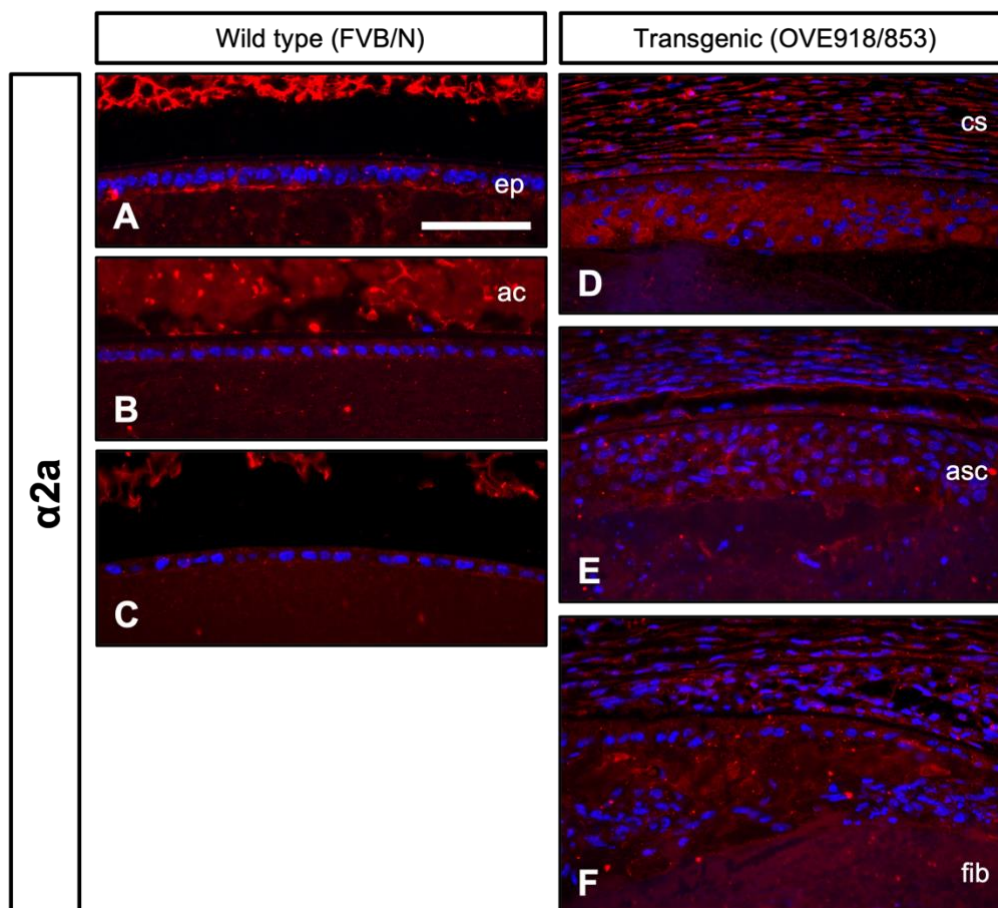 Wild type (FVB/N)
Transgenic (OVE918/853)
α2a
ep
A
ac
B
C
cs
D
asc
E
fib
F